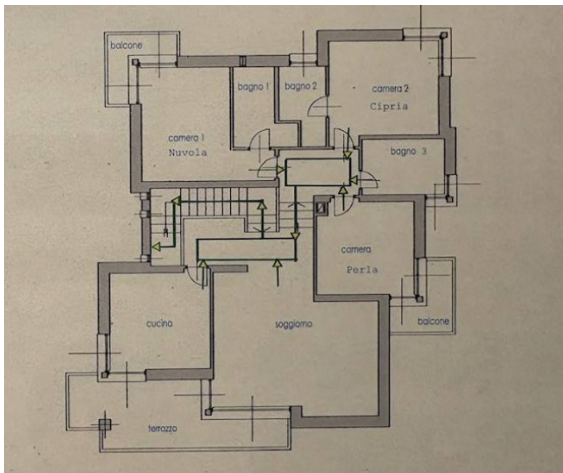 balcone
bagno 1
bagno 2
camera 2
Cipria
camera 1
Nuvola
bagno 3
camera
Perla
cucina
soggiorno
balcone
terrazzo